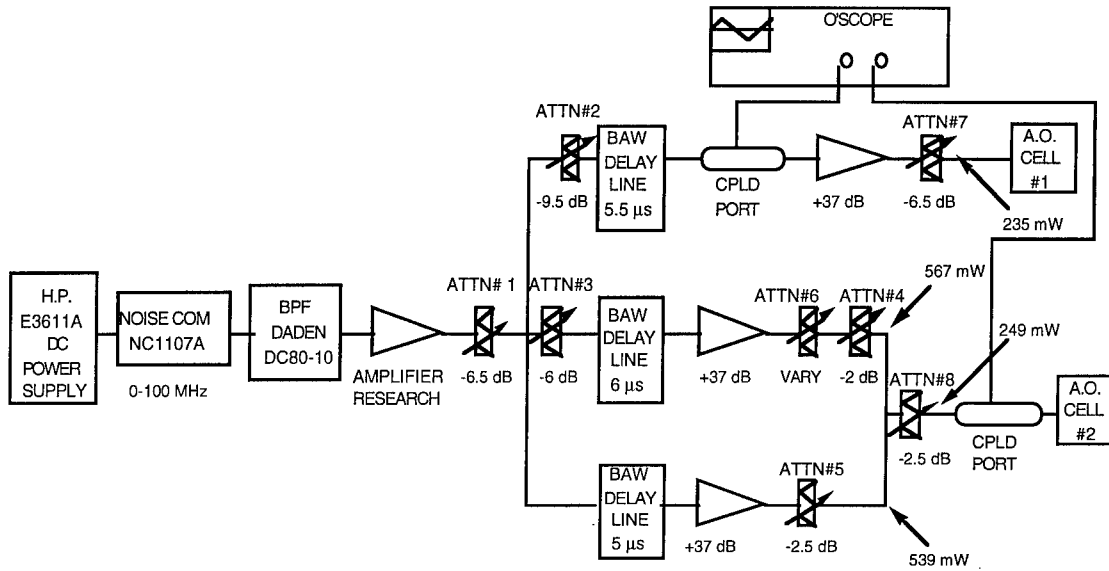 O'SCOPE
ATTN#2
-9.5 dB
BAW
DELAY
LINE
5.5 µs
CPLD
PORT
+37 dB
ATTN#7
-6.5 dB
A.O.
CELL
#1
235 mW
H.P.
E3611A
DC
POWER
SUPPLY
NOISE COM
NC1107A
0-100 MHz
BPF
DADEN
DC80-10
AMPLIFIER
RESEARCH
ATTN# 1
-6.5 dB
ATTN#3
-6 dB
BAW
DELAY
LINE
6 µs
+37 dB
ATTN#6
VARY
ATTN#4
-2 dB
567 mW
249 mW
ATTN#8
-2.5 dB
CPLD
PORT
A.O.
CELL
#2
BAW
DELAY
LINE
5 µs
+37 dB
ATTN#5
-2.5 dB
539 mW